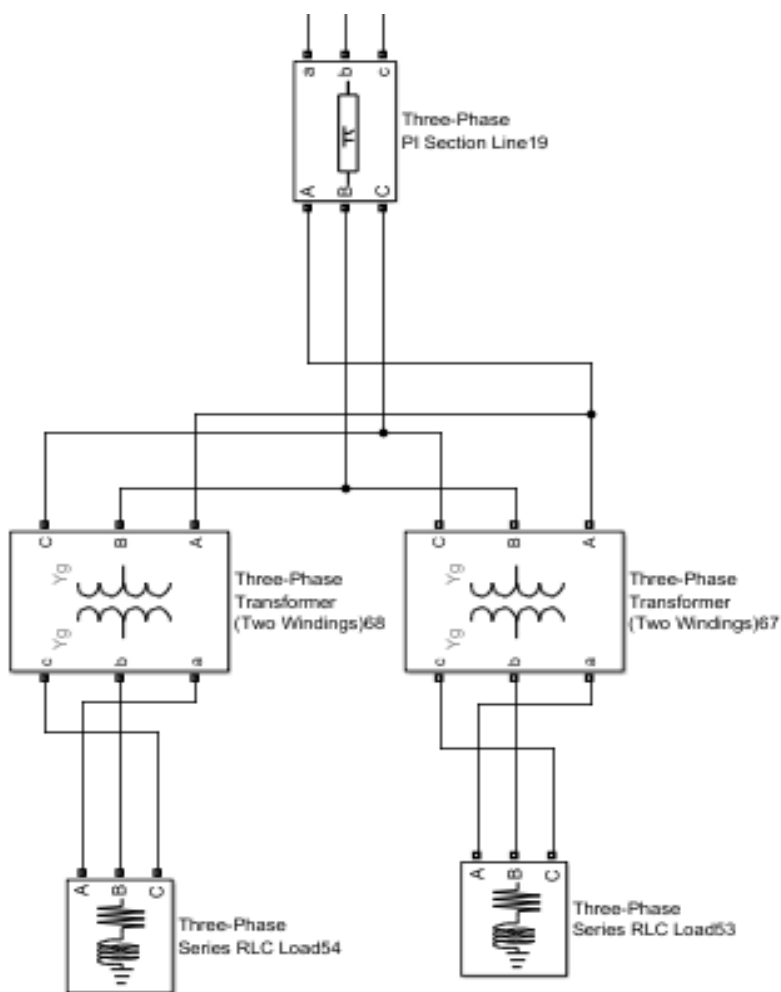 a b c
Three-Phase
PI Section Line19
A B C
C B A
Yg
Yg
c b a
Three-Phase
Transformer
(Two Windings)68
C B A
Yg
Yg
c b a
Three-Phase
Transformer
(Two Windings)67
A B C
Three-Phase
Series RLC Load54
A B C
Three-Phase
Series RLC Load53